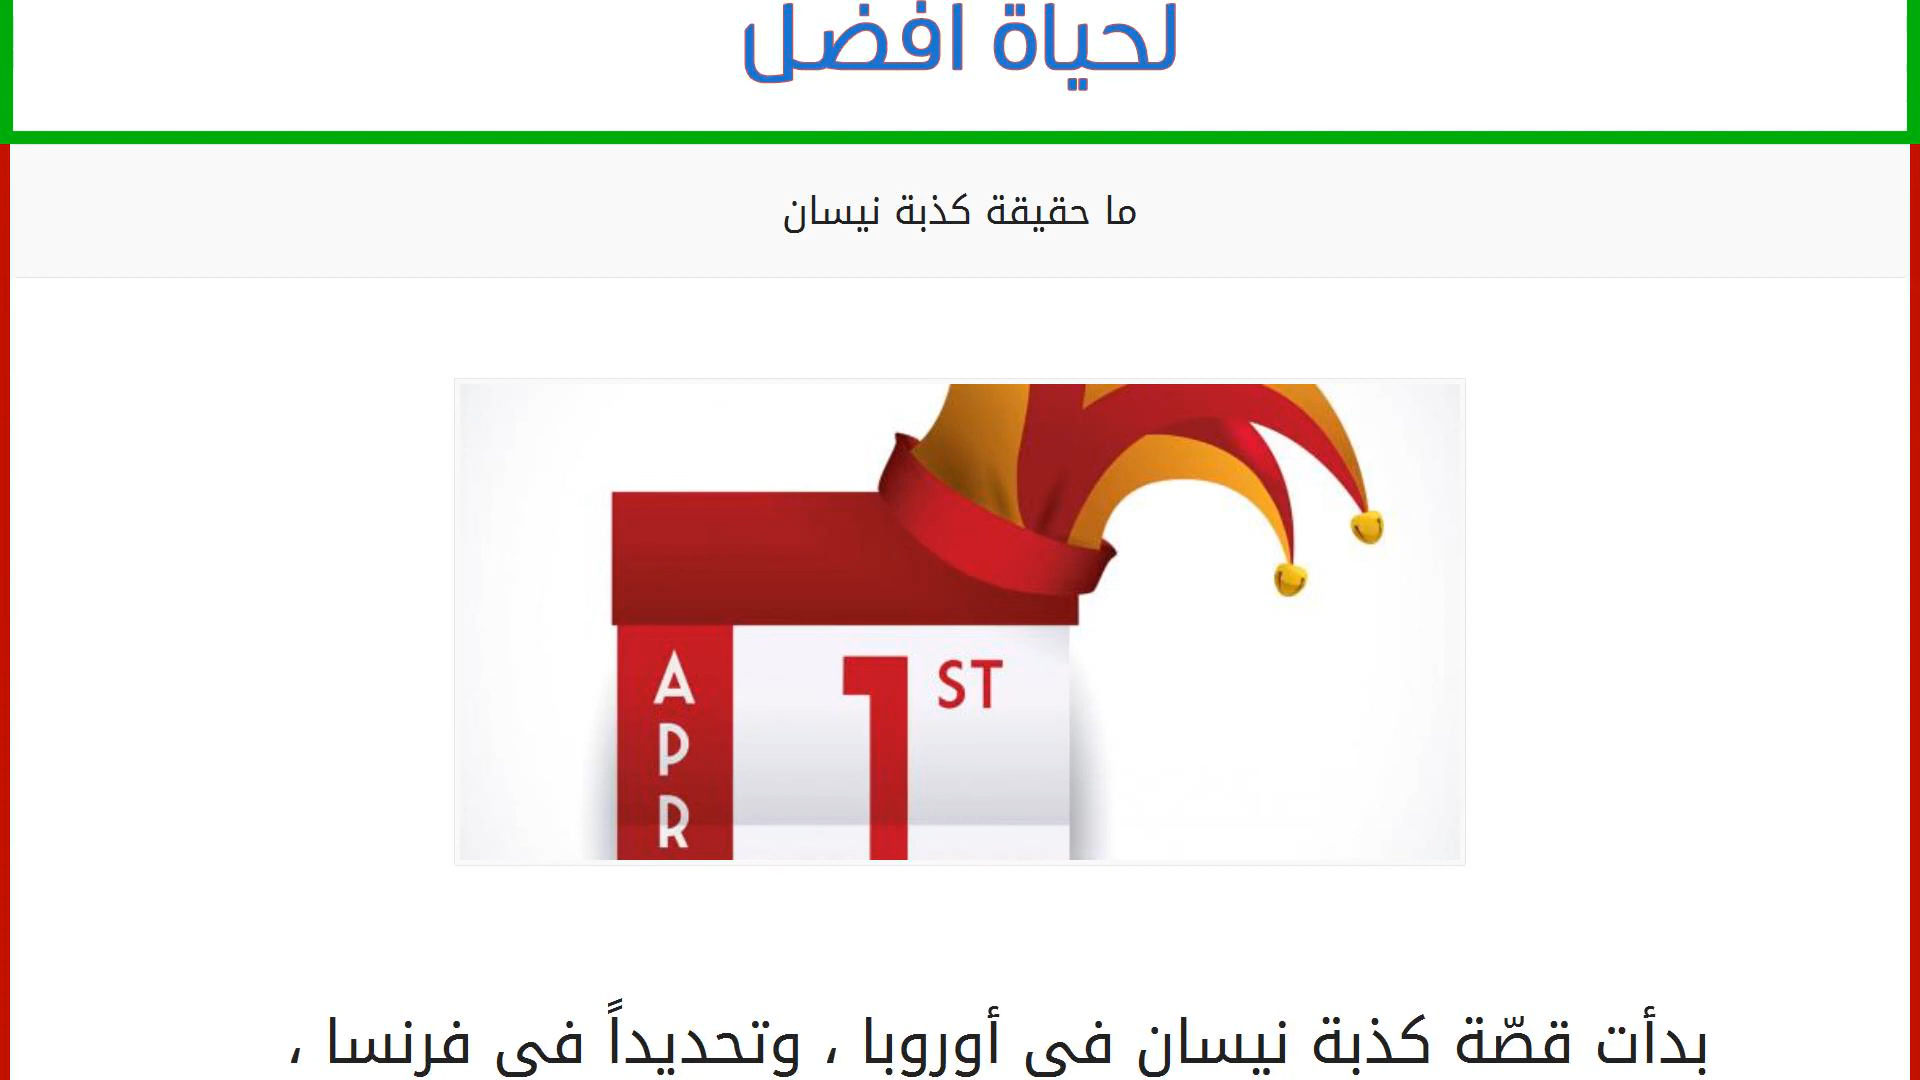 لحياة افضل
ما حقيقة كذبة نيسان
APR
1ST
بدأت قصّة كذبة نيسان فى أوروبا ، وتحديداً فى فرنسا ،